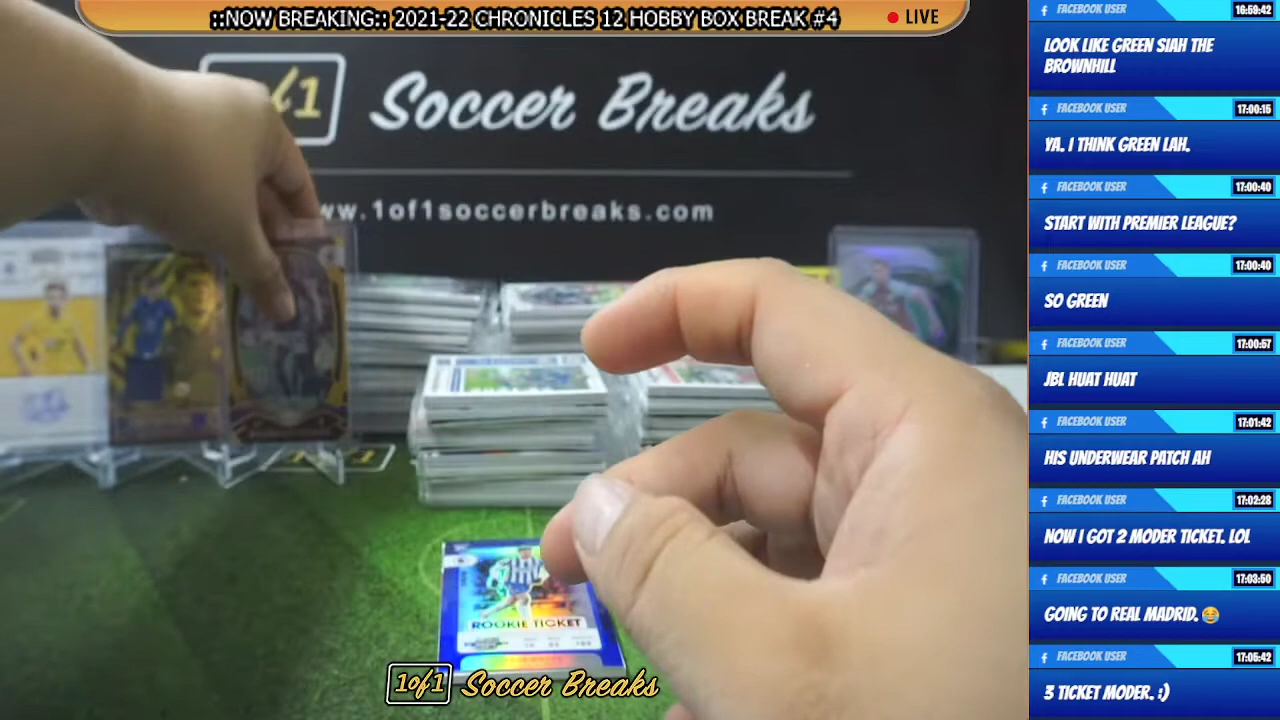 ::NOW BREAKING:: 2021-22 CHRONICLES 12 HOBBY BOX BREAK #4
LIVE
of1 Soccer Breaks
www.1of1soccerbreaks.com
ROOKIE TICKET
1of1 Soccer Breaks
FACEBOOK USER 16:59:42
LOOK LIKE GREEN SIAH THE
BROWNHILL
FACEBOOK USER 17:00:15
YA. I THINK GREEN LAH.
FACEBOOK USER 17:00:40
START WITH PREMIER LEAGUE?
FACEBOOK USER 17:00:40
SO GREEN
FACEBOOK USER 17:00:57
JBL HUAT HUAT
FACEBOOK USER 17:01:42
HIS UNDERWEAR PATCH AH
FACEBOOK USER 17:02:28
NOW I GOT 2 MODER TICKET. LOL
FACEBOOK USER 17:03:50
GOING TO REAL MADRID. 😂
FACEBOOK USER 17:05:42
3 TICKET MODER. :)